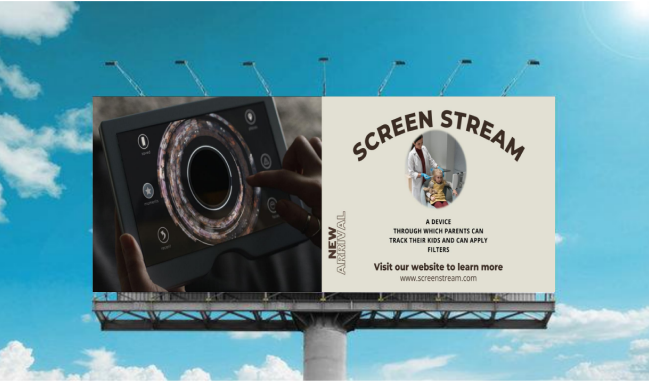 SCREEN STREAM
NEW
ARRIVAL
A DEVICE
THROUGH WHICH PARENTS CAN
TRACK THEIR KIDS AND CAN APPLY
FILTERS
Visit our website to learn more
www.screenstream.com